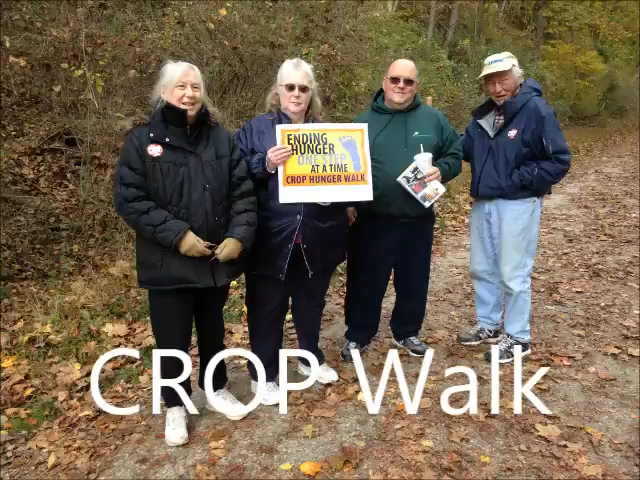 ENDING
HUNGER
ONE STEP
AT A TIME
CROP HUNGER WALK
CROP Walk